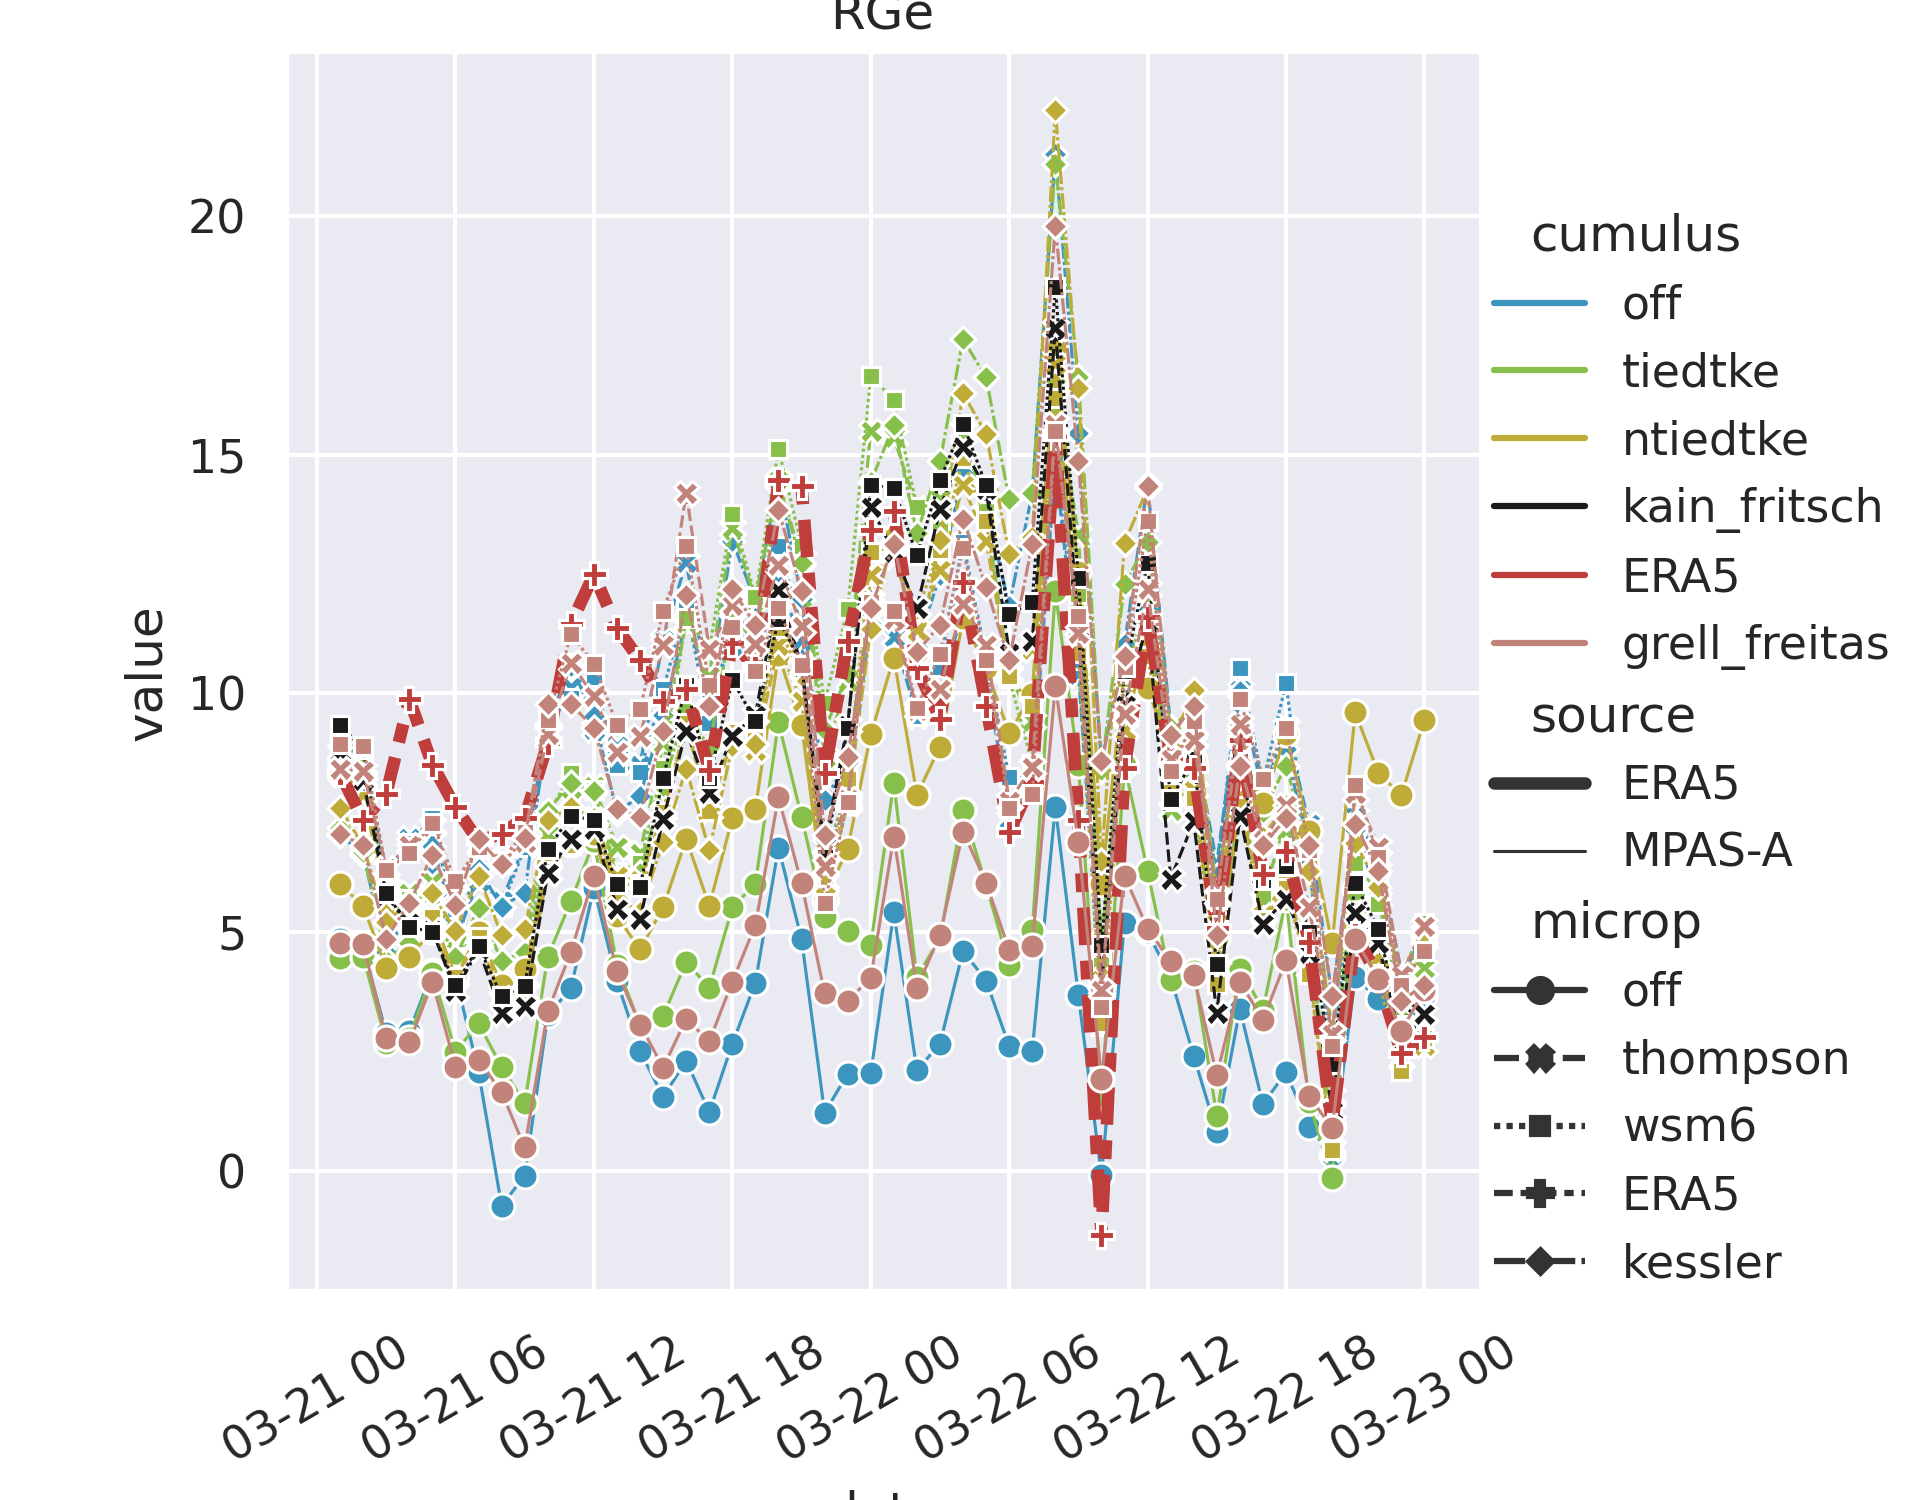 RGe
value
20
15
10
5
0
03-21 00
03-21 06
03-21 12
03-21 18
03-22 00
03-22 06
03-22 12
03-22 18
03-23 00
cumulus
off
tiedtke
ntiedtke
kain_fritsch
ERA5
grell_freitas
source
ERA5
MPAS-A
microp
off
thompson
wsm6
ERA5
kessler